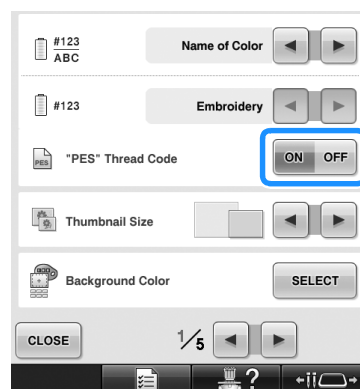 #123
ABC
Name of Color
#123
Embroidery
PES
"PES" Thread Code
ON OFF
Thumbnail Size
Background Color
SELECT
CLOSE
1/5
?